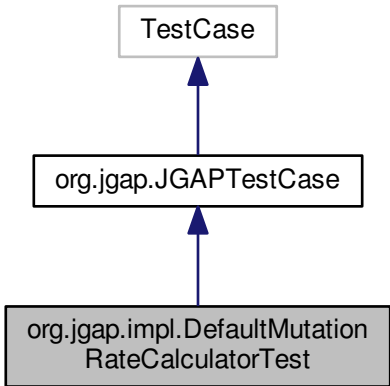 TestCase
org.jgap.JGAPTestCase
org.jgap.impl.DefaultMutation
RateCalculatorTest